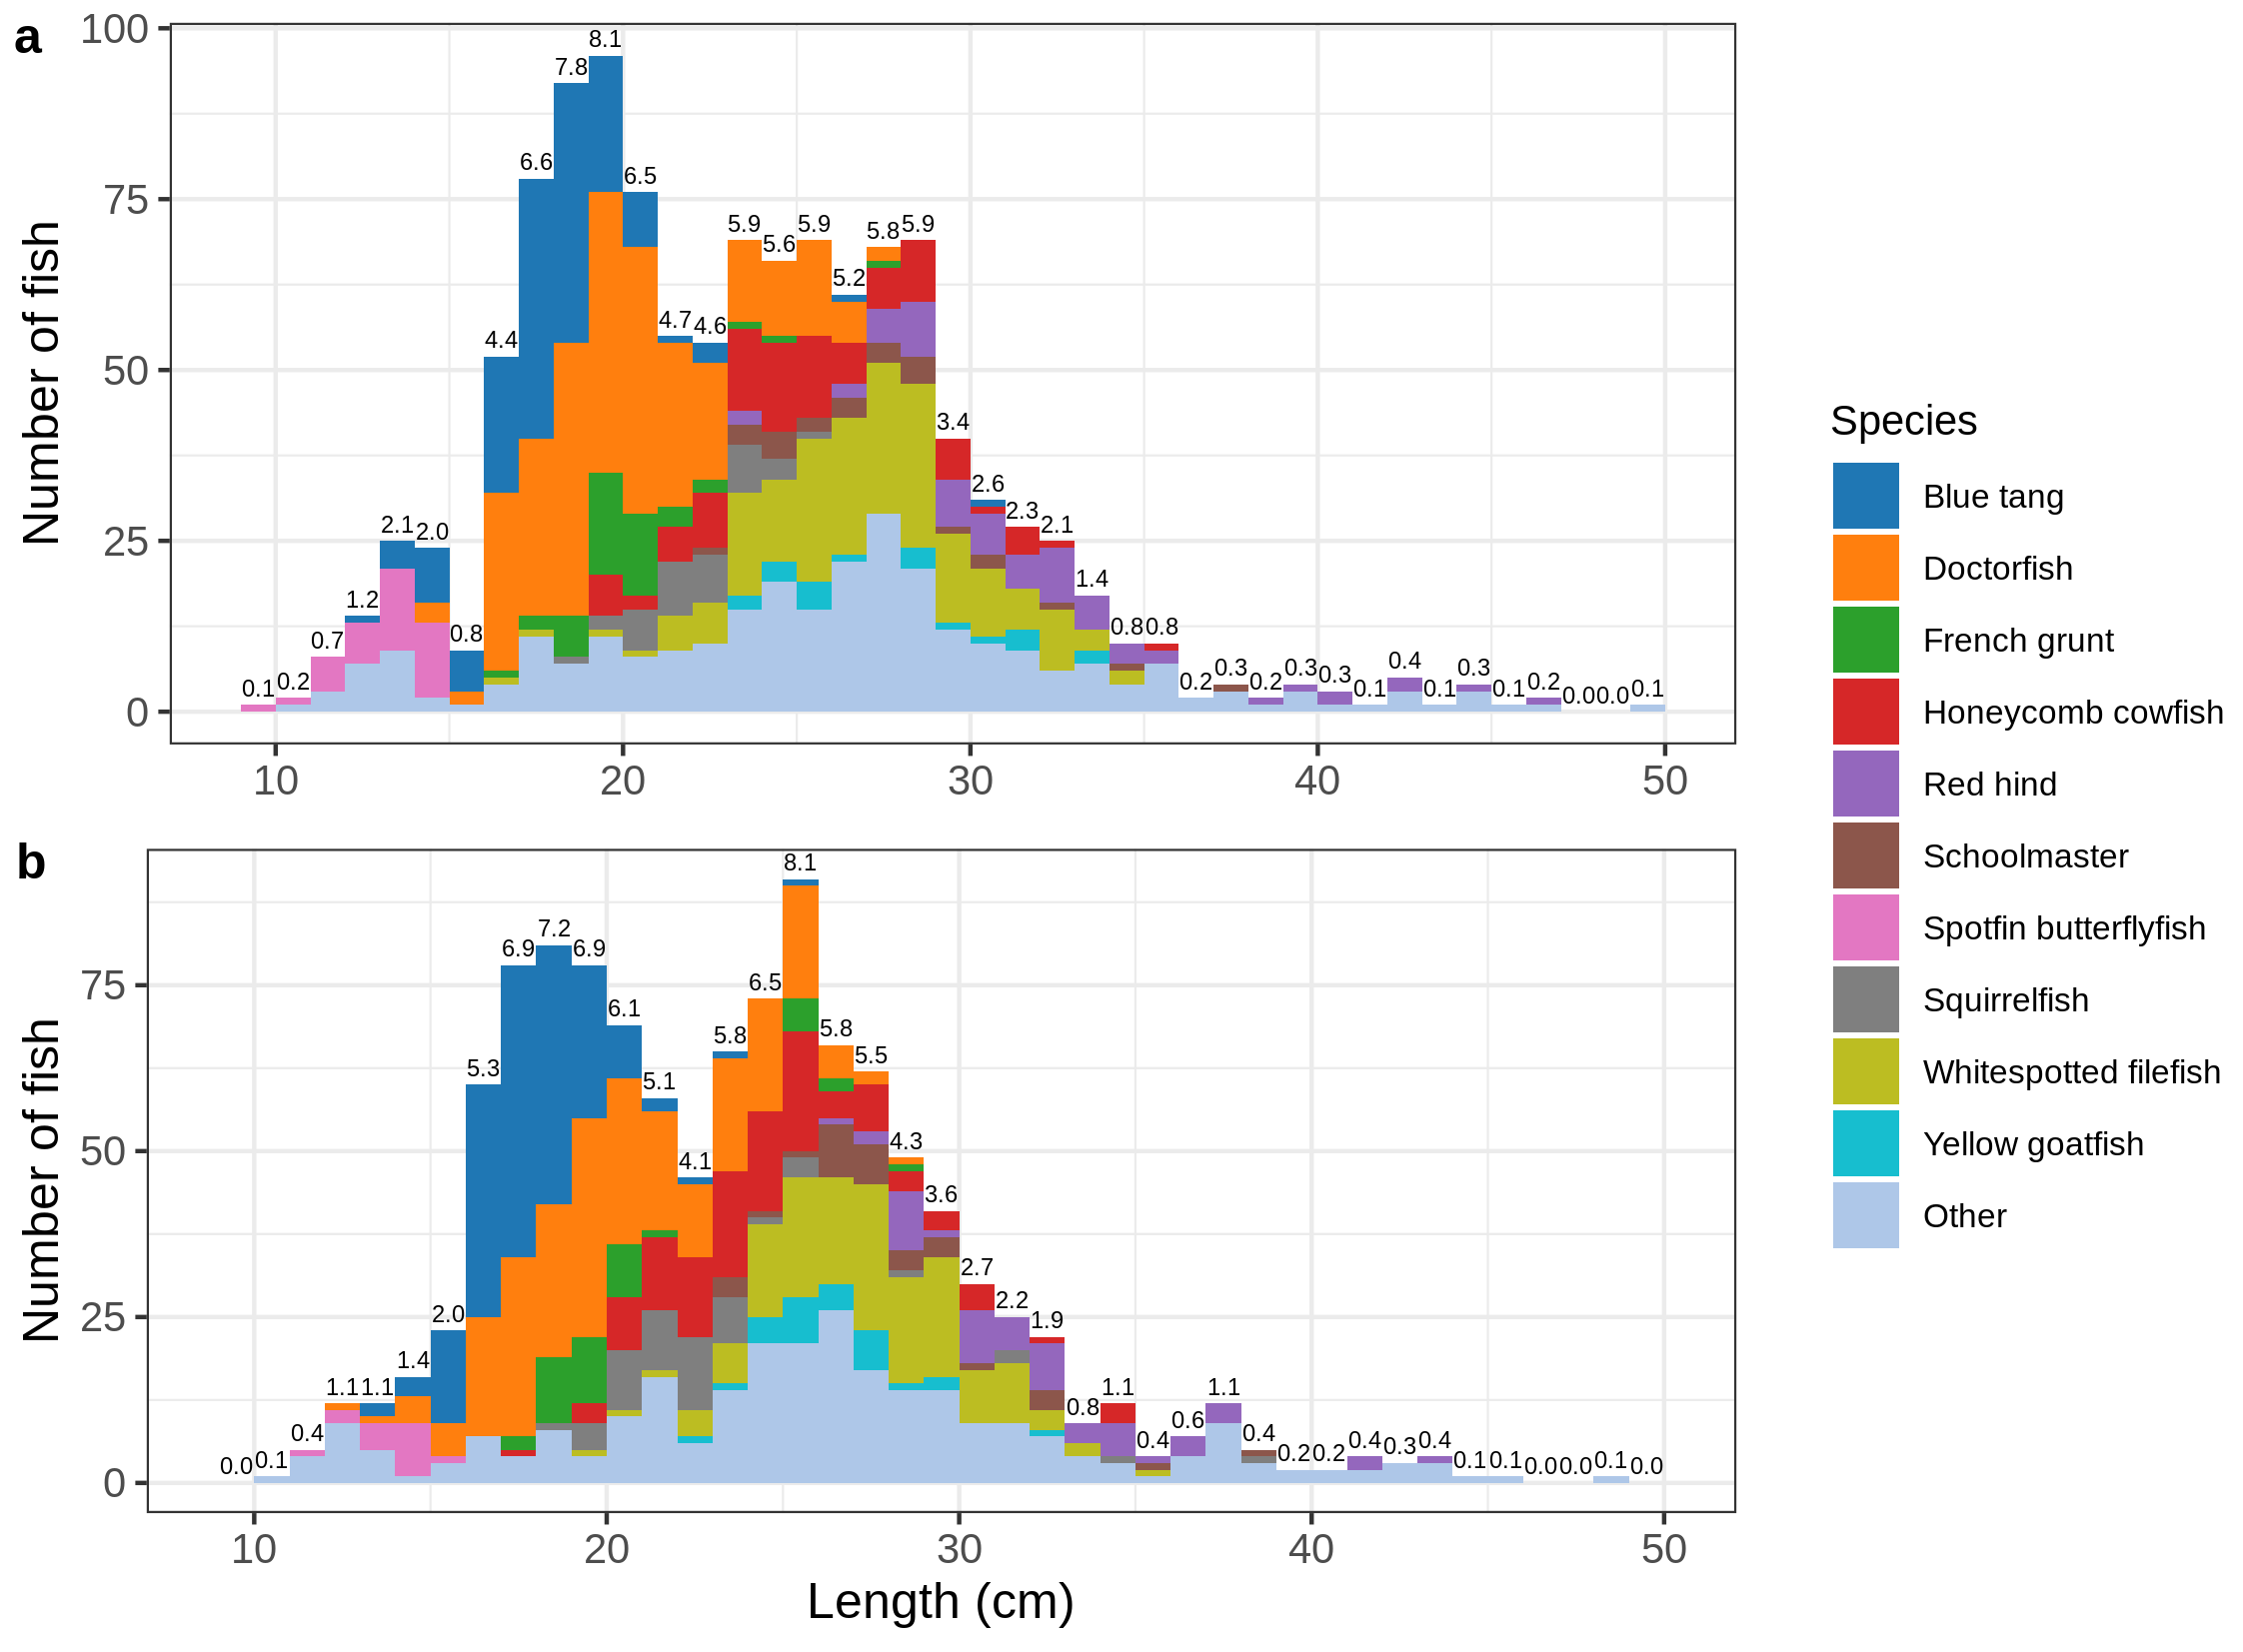 a
Number of fish
100
75
50
25
0
0.1 0.2 0.7 1.2 2.1 2.0 0.8 4.4 6.6 7.8 8.1 6.5 4.7 4.6 5.9 5.6 5.9 5.2 5.8 5.9 3.4 2.6 2.3 2.1 1.4 0.8 0.8 0.2 0.3 0.2 0.3 0.3 0.1 0.4 0.1 0.3 0.1 0.2 0.0 0.0 0.1
10 20 30 40 50
b
Number of fish
75
50
25
0
0.0 0.1 0.4 1.1 1.1 1.4 2.0 5.3 6.9 7.2 6.9 6.1 5.1 4.1 5.8 6.5 8.1 5.8 5.5 4.3 3.6 2.7 2.2 1.9 0.8 1.1 0.4 0.6 1.1 0.4 0.2 0.2 0.4 0.3 0.4 0.1 0.1 0.0 0.0 0.1 0.0
10 20 30 40 50
Length (cm)
Species
Blue tang
Doctorfish
French grunt
Honeycomb cowfish
Red hind
Schoolmaster
Spotfin butterflyfish
Squirrelfish
Whitespotted filefish
Yellow goatfish
Other